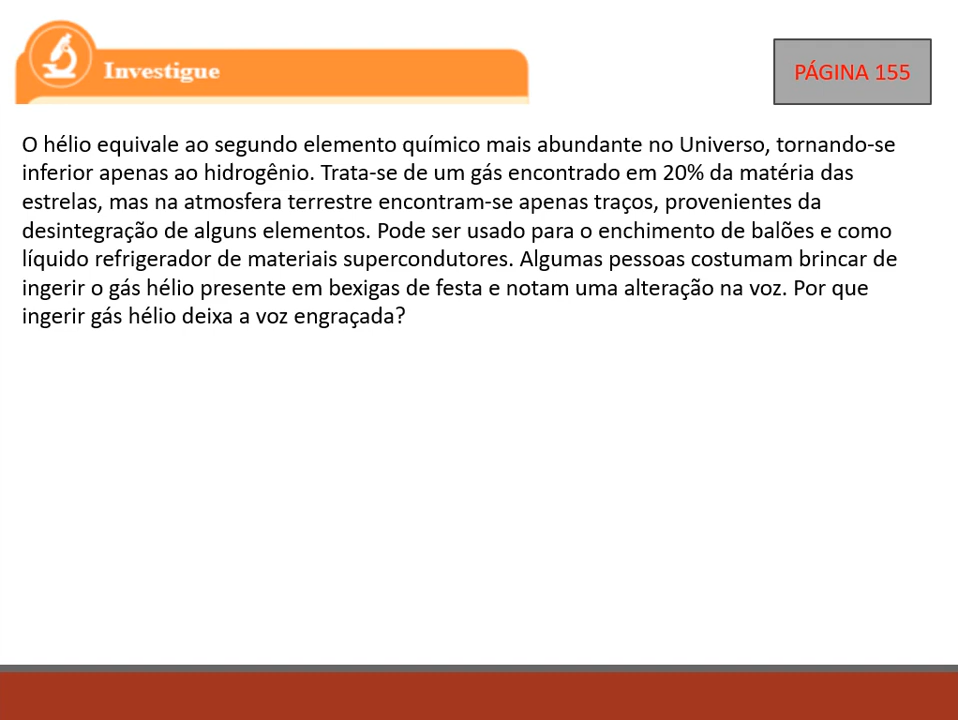 Investigue
PÁGINA 155
O hélio equivale ao segundo elemento químico mais abundante no Universo, tornando-se
inferior apenas ao hidrogênio. Trata-se de um gás encontrado em 20% da matéria das
estrelas, mas na atmosfera terrestre encontram-se apenas traços, provenientes da
desintegração de alguns elementos. Pode ser usado para o enchimento de balões e como
líquido refrigerador de materiais supercondutores. Algumas pessoas costumam brincar de
ingerir o gás hélio presente em bexigas de festa e notam uma alteração na voz. Por que
ingerir gás hélio deixa a voz engraçada?